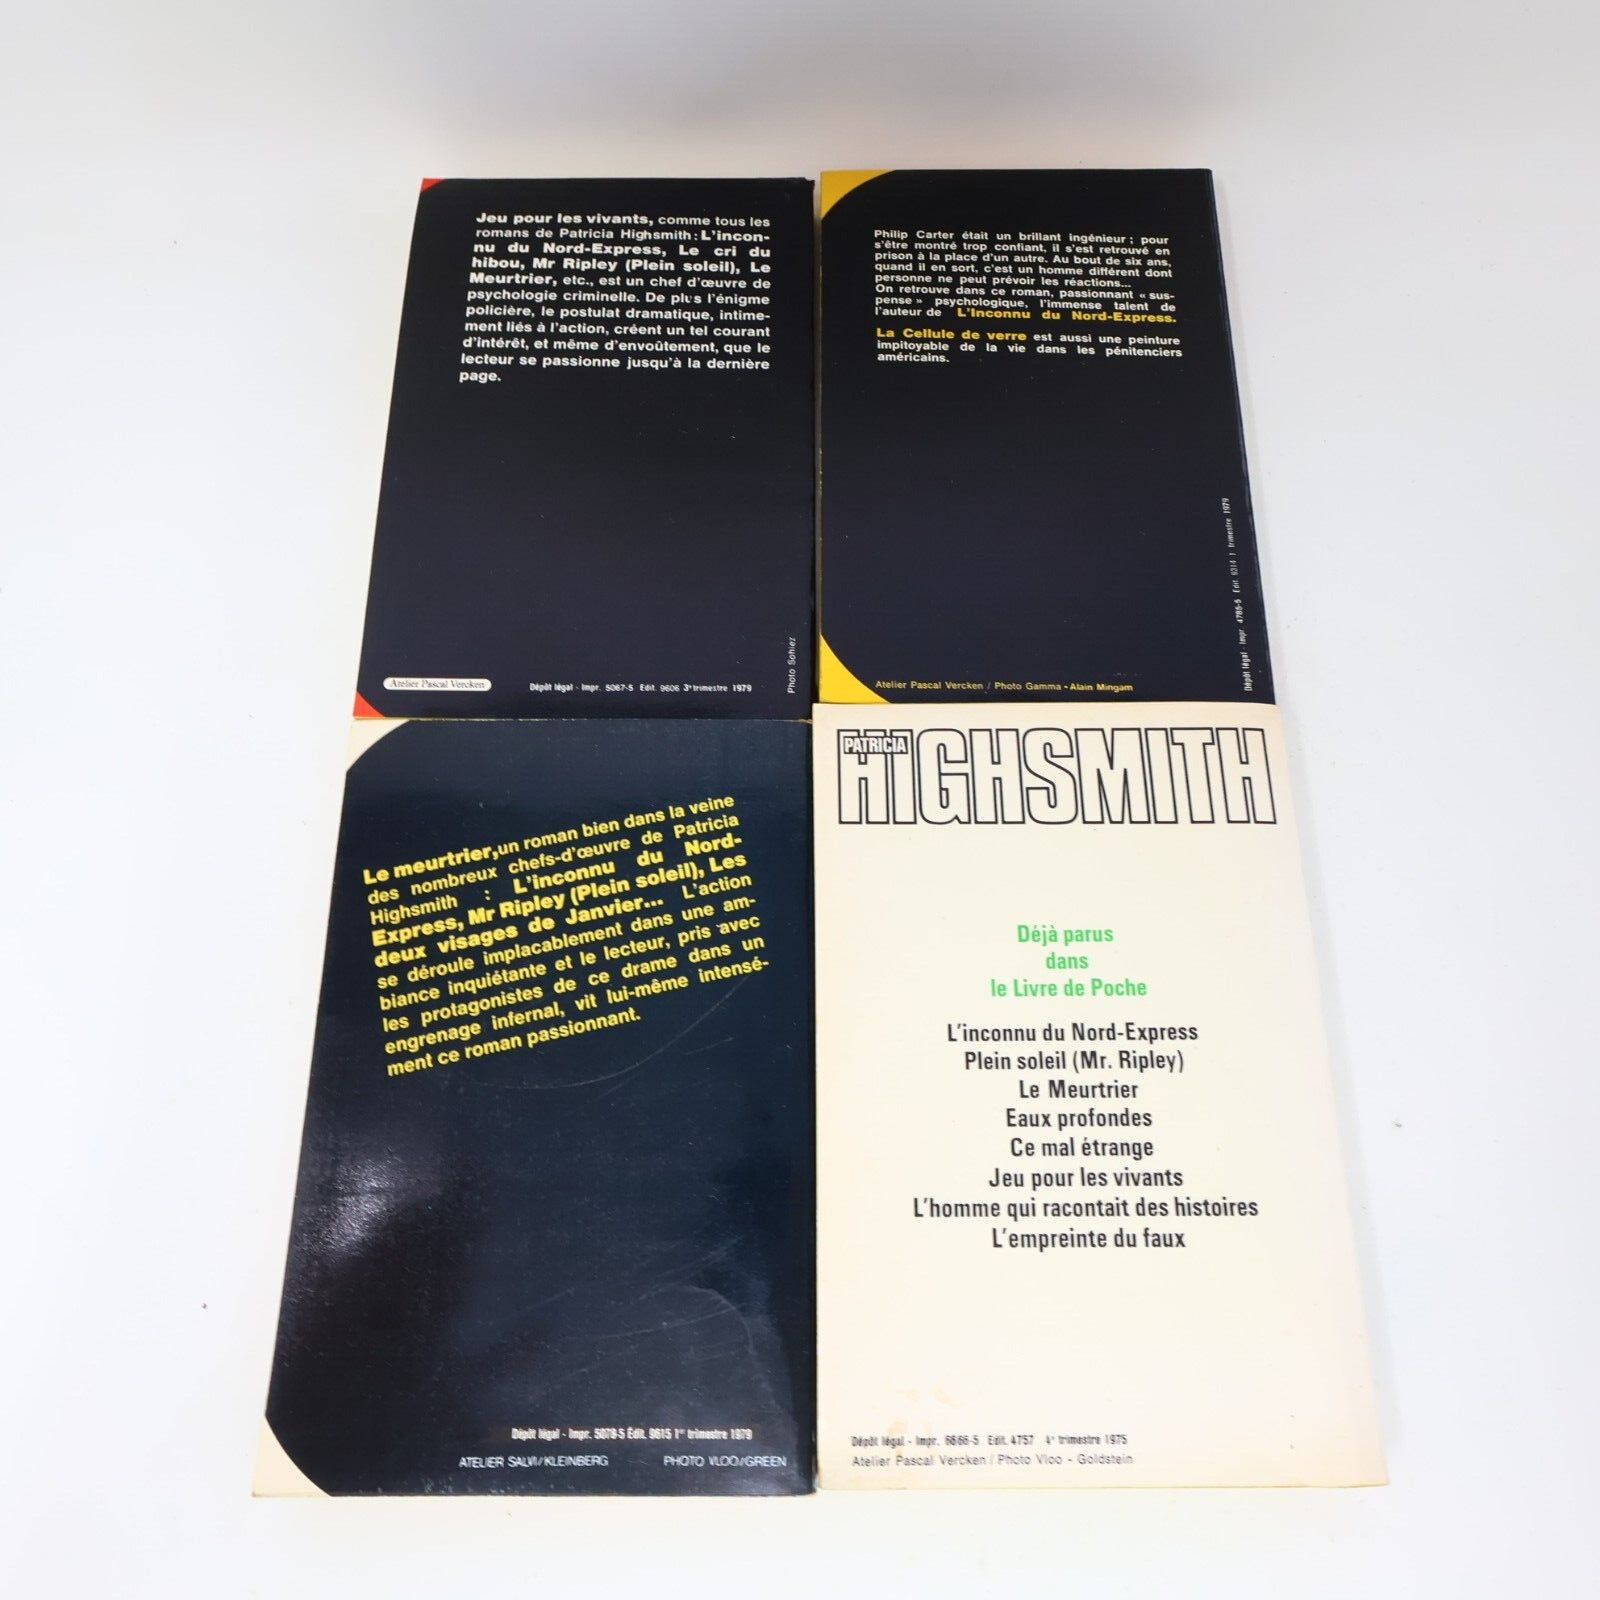 Jeu pour les vivants, comme tous les
romans de Patricia Highsmith : L'incon-
nu du Nord-Express, Le cri du
hibou, Mr Ripley (Plein soleil), Le
Meurtrier, etc., est un chef d'œuvre de
psychologie criminelle. De plus l'énigme
policière, le postulat dramatique, intime-
ment liés à l'action, créent un tel courant
d'intérêt, et même d'envoûtement, que le
lecteur se passionne jusqu'à la dernière
page.
Photo Sohiez
Atelier Pascal Vercken
Dépôt légal - Impr. 5067-5 Edit. 9606 3e trimestre 1979
Philip Carter était un brillant ingénieur ; pour
s'être montré trop confiant, il s'est retrouvé en
prison à la place d'un autre. Au bout de six ans,
quand il en sort, c'est un homme différent dont
personne ne peut prévoir les réactions...
On retrouve dans ce roman, passionnant « sus-
pense » psychologique, l'immense talent de
l'auteur de L'Inconnu du Nord-Express.
La Cellule de verre est aussi une peinture
impitoyable de la vie dans les pénitenciers
américains.
Dépôt légal - Impr. 4785-5 Edit. 9314 1 trimestre 1979
Atelier Pascal Vercken / Photo Gamma - Alain Mingam
Le meurtrier, un roman bien dans la veine
des nombreux chefs-d'œuvre de Patricia
Highsmith : L'inconnu du Nord-
Express, Mr Ripley (Plein soleil), Les
deux visages de Janvier... L'action
se déroule implacablement dans une am-
biance inquiétante et le lecteur, pris avec
les protagonistes de ce drame dans un
engrenage infernal, vit lui-même intensé-
ment ce roman passionnant.
Dépôt légal - Impr. 5078-5 Édit. 9615 1er trimestre 1979
ATELIER SALVI/KLEINBERG PHOTO VLOO/GREEN
PATRICIA
HIGHSMITH
Déjà parus
dans
le Livre de Poche
L'inconnu du Nord-Express
Plein soleil (Mr. Ripley)
Le Meurtrier
Eaux profondes
Ce mal étrange
Jeu pour les vivants
L'homme qui racontait des histoires
L'empreinte du faux
Dépôt légal - Impr. 6666-5 Edit. 4757 4e trimestre 1975
Atelier Pascal Vercken / Photo Vloo - Goldstein